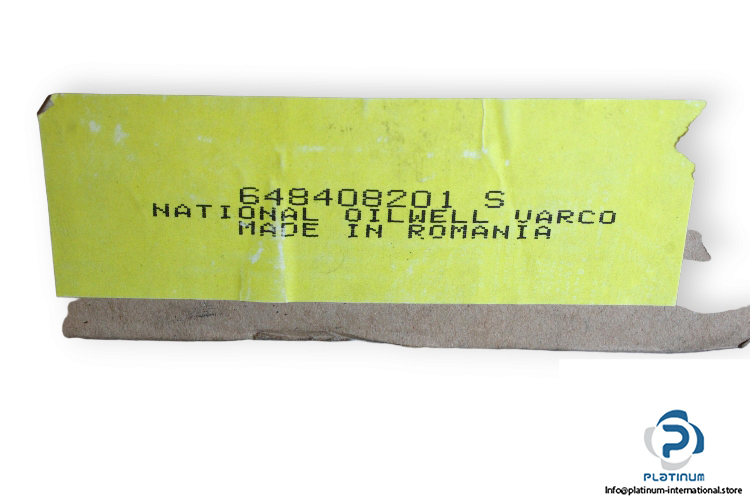 648408201 S
NATIONAL OILWELL VARCO
MADE IN ROMANIA
PLATINUM
Info@platinum-international.store